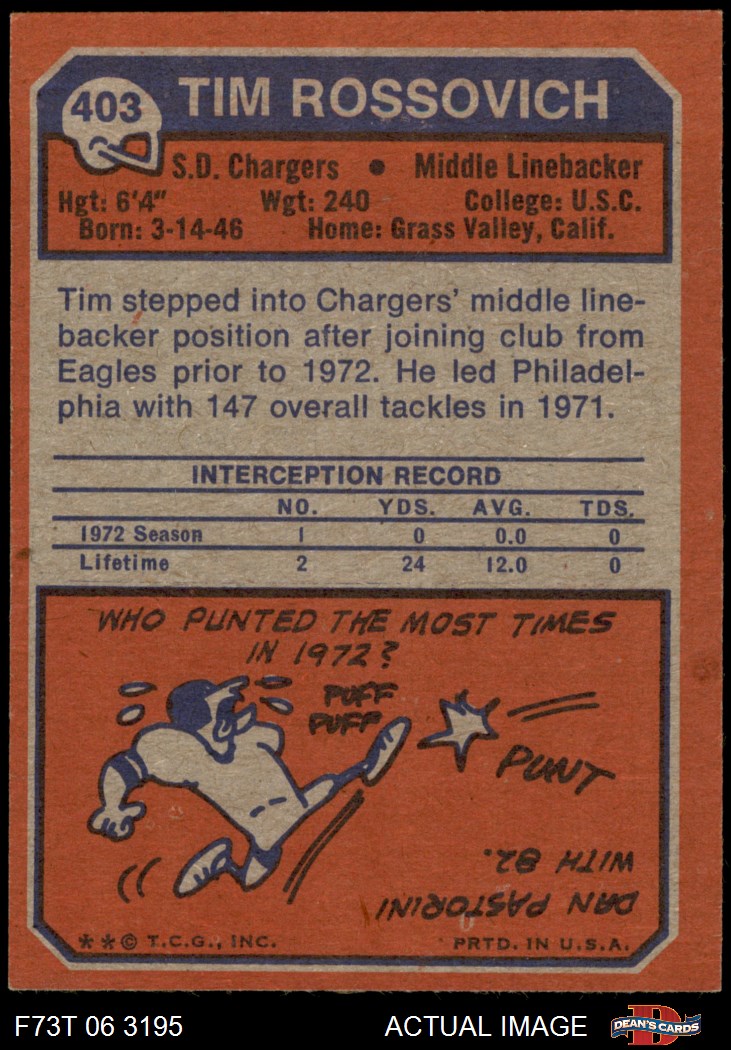 403
TIM ROSSOVICH
S.D. Chargers • Middle Linebacker
Hgt: 6'4" Wgt: 240 College: U.S.C.
Born: 3-14-46 Home: Grass Valley, Calif.
Tim stepped into Chargers' middle line-
backer position after joining club from
Eagles prior to 1972. He led Philadel-
phia with 147 overall tackles in 1971.
INTERCEPTION RECORD
NO. YDS. AVG. TDS.
1972 Season 1 0 0.0 0
Lifetime 2 24 12.0 0
WHO PUNTED THE MOST TIMES
IN 1972?
PUFF
PUFF
PUNT
DAN PASTORINI
WITH 82.
**© T.C.G., INC. PRTD. IN U.S.A.
F73T 06 3195 ACTUAL IMAGE
D
DEAN'S CARDS